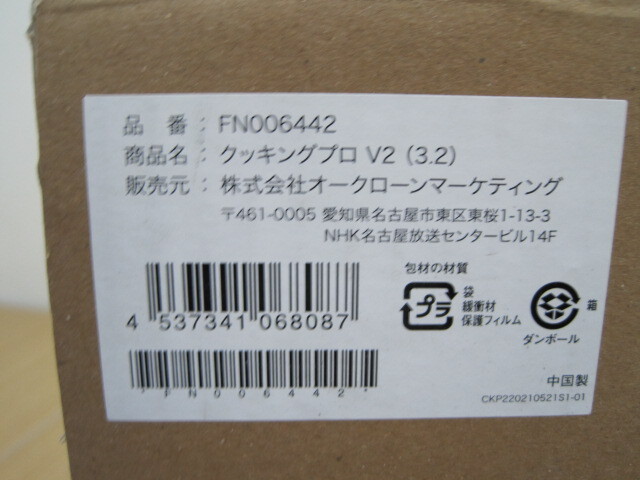 品 番 : FN006442
商品名 : クッキングプロ V2 (3.2)
販売元 : 株式会社オークローンマーケティング
〒461-0005 愛知県名古屋市東区東桜1-13-3
NHK名古屋放送センタービル14F
包材の材質
プラ
袋
緩衝材
保護フィルム
箱
ダンボール
4 537341 068087
*FN006442*
中国製
CKP220210521S1-01